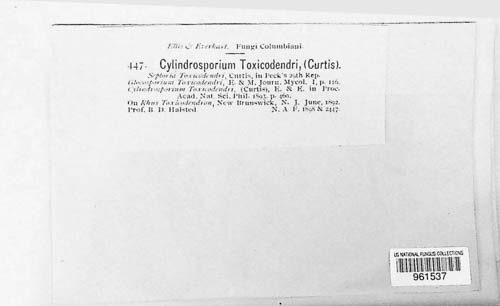 Ellis & Everhart. Fungi Columbiani.
447. Cylindrosporium Toxicodendri, (Curtis).
Septoria Toxicodendri, Curtis, in Peck's 29th Rep.
Gloeosporium Toxicodendri, E. & M. Journ. Mycol. I, p. 116.
Cylindrosporium Toxicodendri, (Curtis), E. & E. in Proc.
Acad. Nat. Sci. Phil. 1893, p.
On Rhus Toxicodendron, New Brunswick, N. J. June, 1892.
Prof. B. D. Halsted N. A. F. & 2447.
US NATIONAL FUNGUS COLLECTIONS
961537